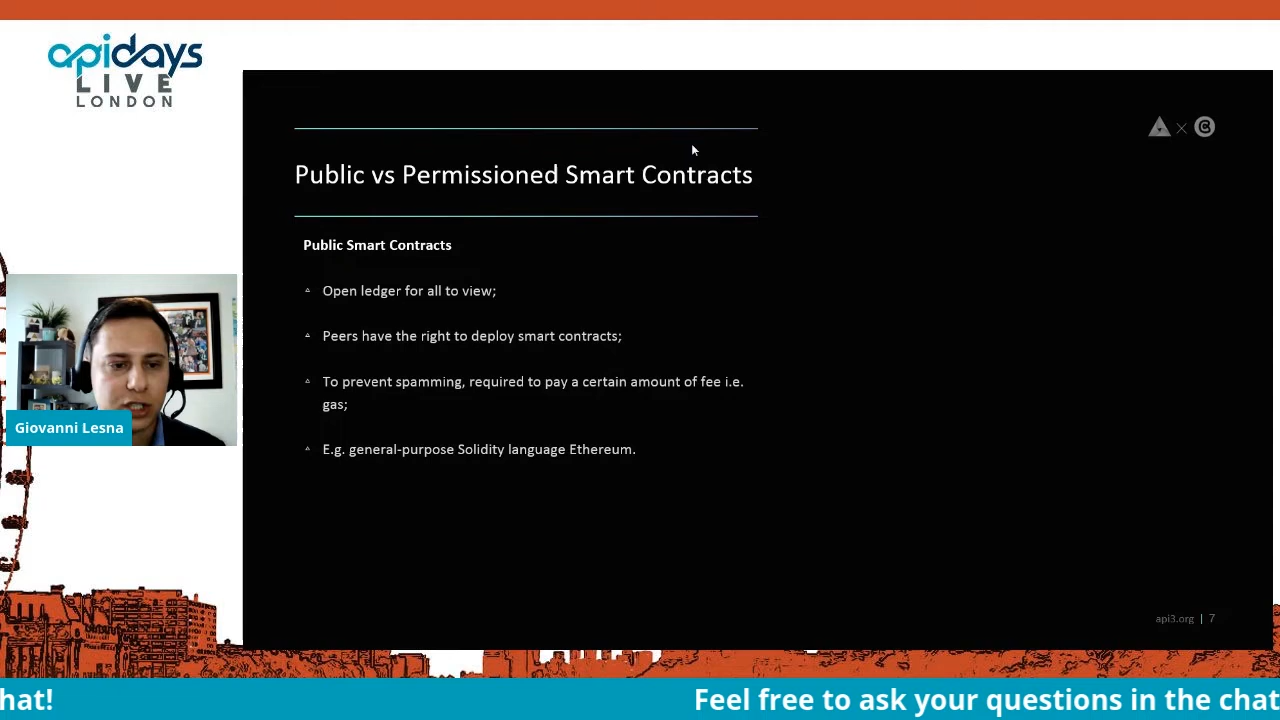 apidays
LIVE
LONDON
Public vs Permissioned Smart Contracts
Public Smart Contracts
Open ledger for all to view;
Peers have the right to deploy smart contracts;
To prevent spamming, required to pay a certain amount of fee i.e.
gas;
E.g. general-purpose Solidity language Ethereum.
Giovanni Lesna
api3.org | 7
hat!
Feel free to ask your questions in the chat